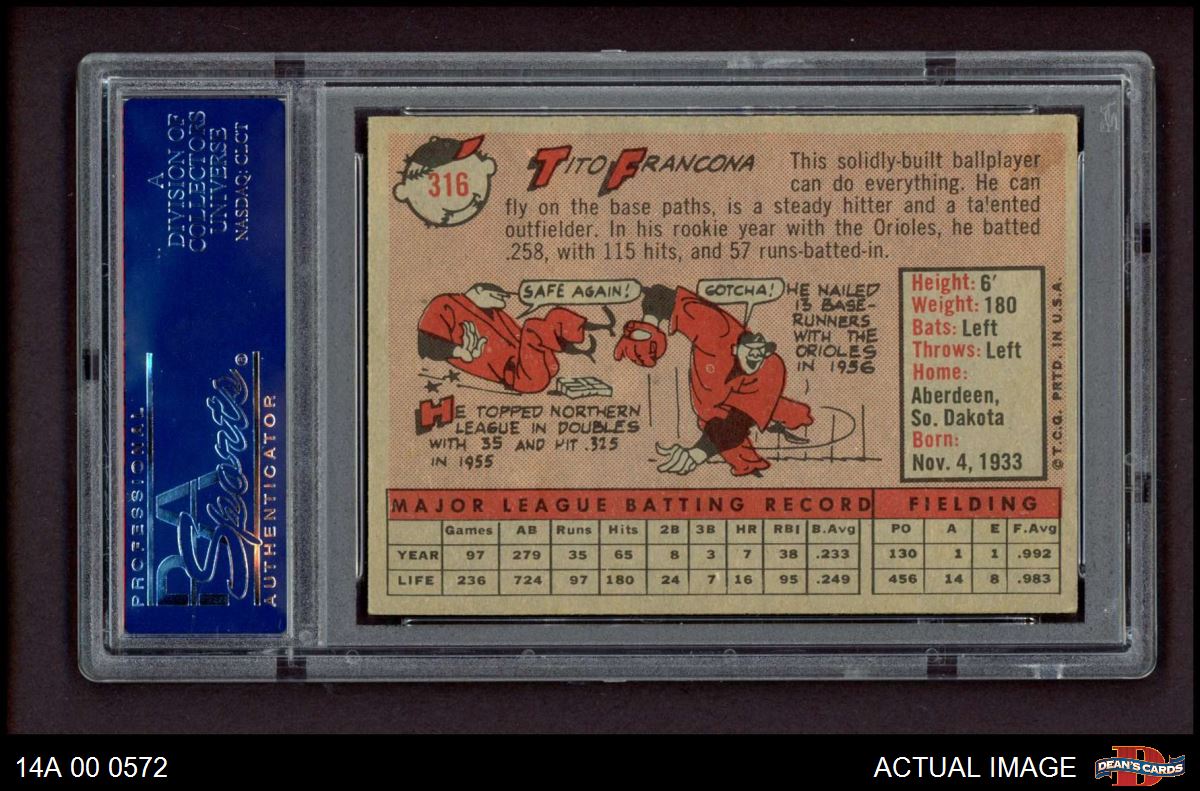 A
DIVISION OF
COLLECTORS
UNIVERSE
NASDAQ: CLCT
PROFESSIONAL
PSA
Sports®
AUTHENTICATOR
316
TITO FRANCONA
This solidly-built ballplayer
can do everything. He can
fly on the base paths, is a steady hitter and a talented
outfielder. In his rookie year with the Orioles, he batted
.258, with 115 hits, and 57 runs-batted-in.
SAFE AGAIN!
HE TOPPED NORTHERN
LEAGUE IN DOUBLES
WITH 35 AND HIT .325
IN 1955
GOTCHA!
HE NAILED
13 BASE-
RUNNERS
WITH THE
ORIOLES
IN 1956
Height: 6'
Weight: 180
Bats: Left
Throws: Left
Home:
Aberdeen,
So. Dakota
Born:
Nov. 4, 1933
© T.C.G. PRTD. IN U.S.A.
MAJOR LEAGUE BATTING RECORD FIELDING
Games AB Runs Hits 2B 3B HR RBI B.Avg PO A E F.Avg
YEAR 97 279 35 65 8 3 7 38 .233 130 1 1 .992
LIFE 236 724 97 180 24 7 16 95 .249 456 14 8 .983
14A 00 0572
ACTUAL IMAGE
D
DEAN'S CARDS